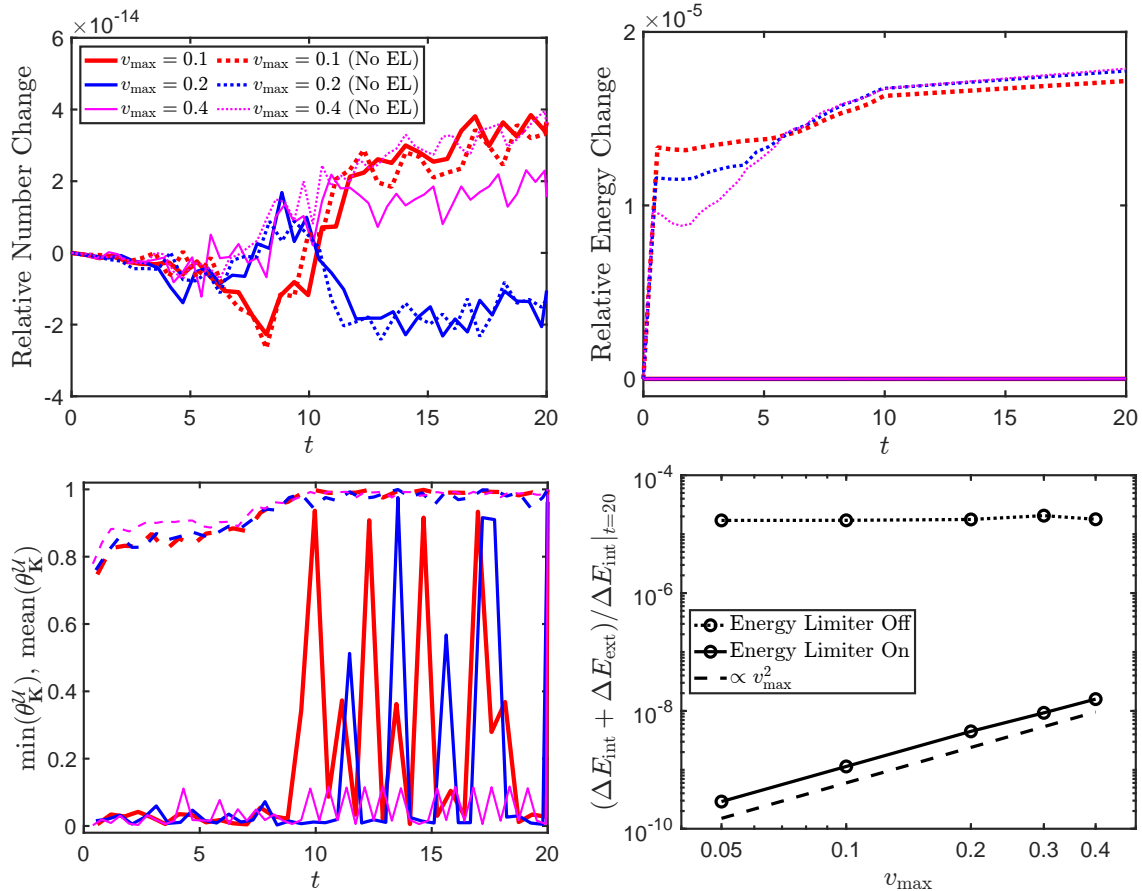 ×10⁻¹⁴
Relative Number Change
6
4
2
0
-2
-4
v_max = 0.1
v_max = 0.2
v_max = 0.4
v_max = 0.1 (No EL)
v_max = 0.2 (No EL)
v_max = 0.4 (No EL)
0 5 10 15 20
t
×10⁻⁵
Relative Energy Change
2
1
0
0 5 10 15 20
t
min(θ_K^𝒰), mean(θ_K^𝒰)
1
0.8
0.6
0.4
0.2
0
0 5 10 15 20
t
(ΔE_int + ΔE_ext)/ΔE_int|_{t=20}
10⁻⁴
10⁻⁶
10⁻⁸
10⁻¹⁰
Energy Limiter Off
Energy Limiter On
∝ v²_max
0.05 0.1 0.2 0.3 0.4
v_max